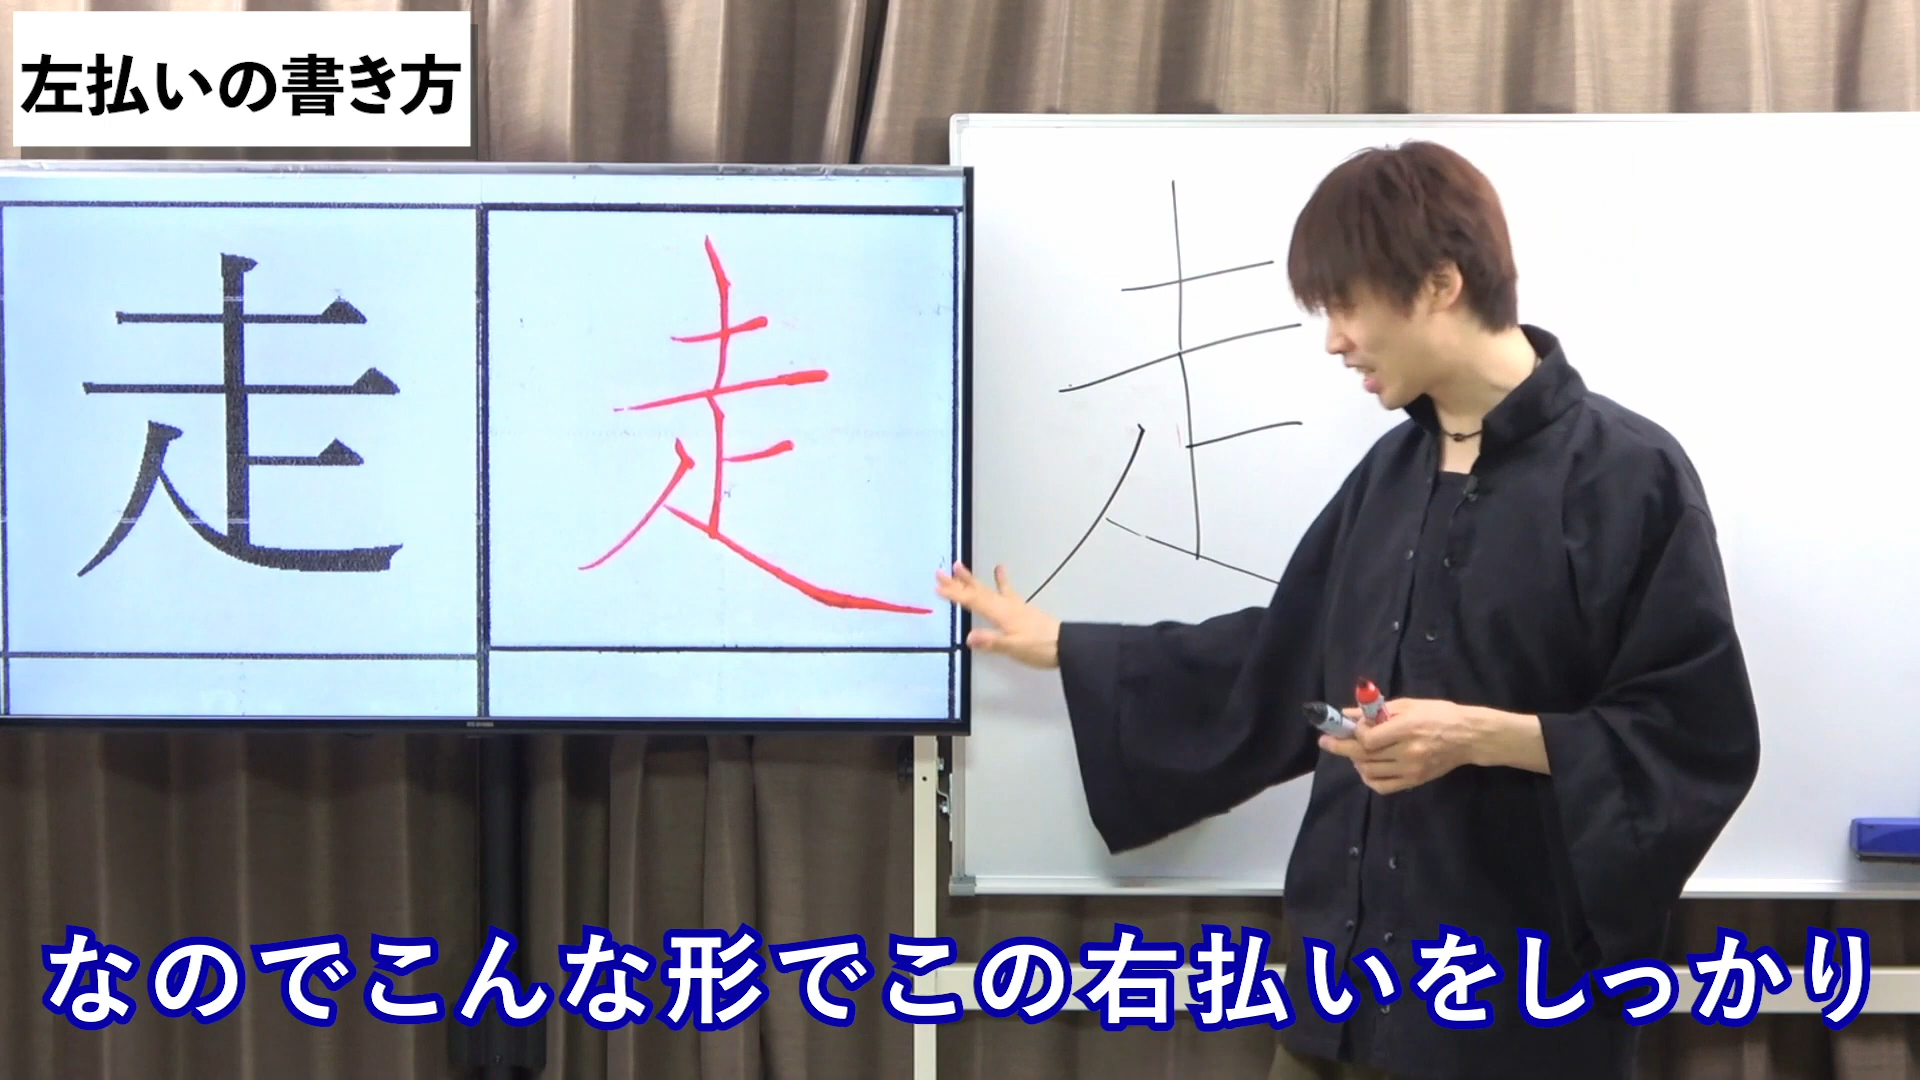 左払いの書き方
走 走
走
なのでこんな形でこの右払いをしっかり